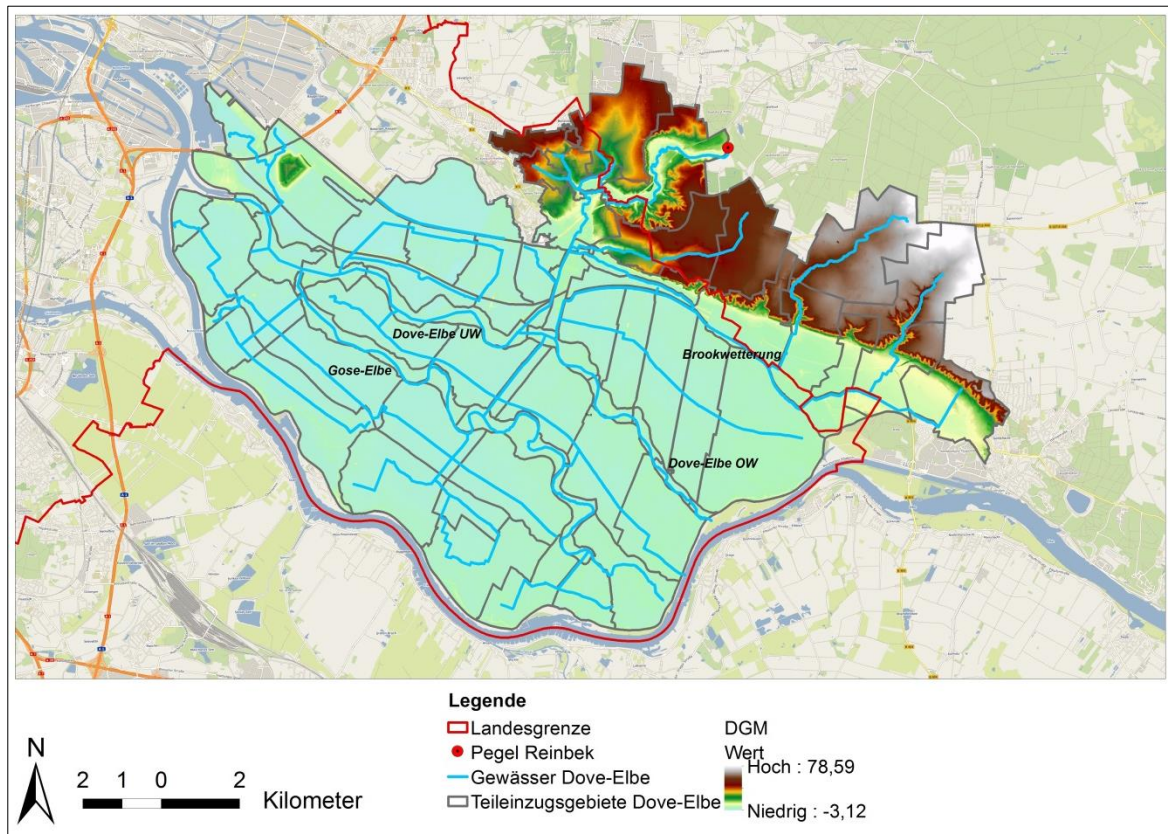 Dove-Elbe UW
Gose-Elbe
Brookwetterung
Dove-Elbe OW
Legende
Landesgrenze
Pegel Reinbek
Gewässer Dove-Elbe
Teileinzugsgebiete Dove-Elbe
DGM
Wert
Hoch : 78,59
Niedrig : -3,12
N
2 1 0 2
Kilometer